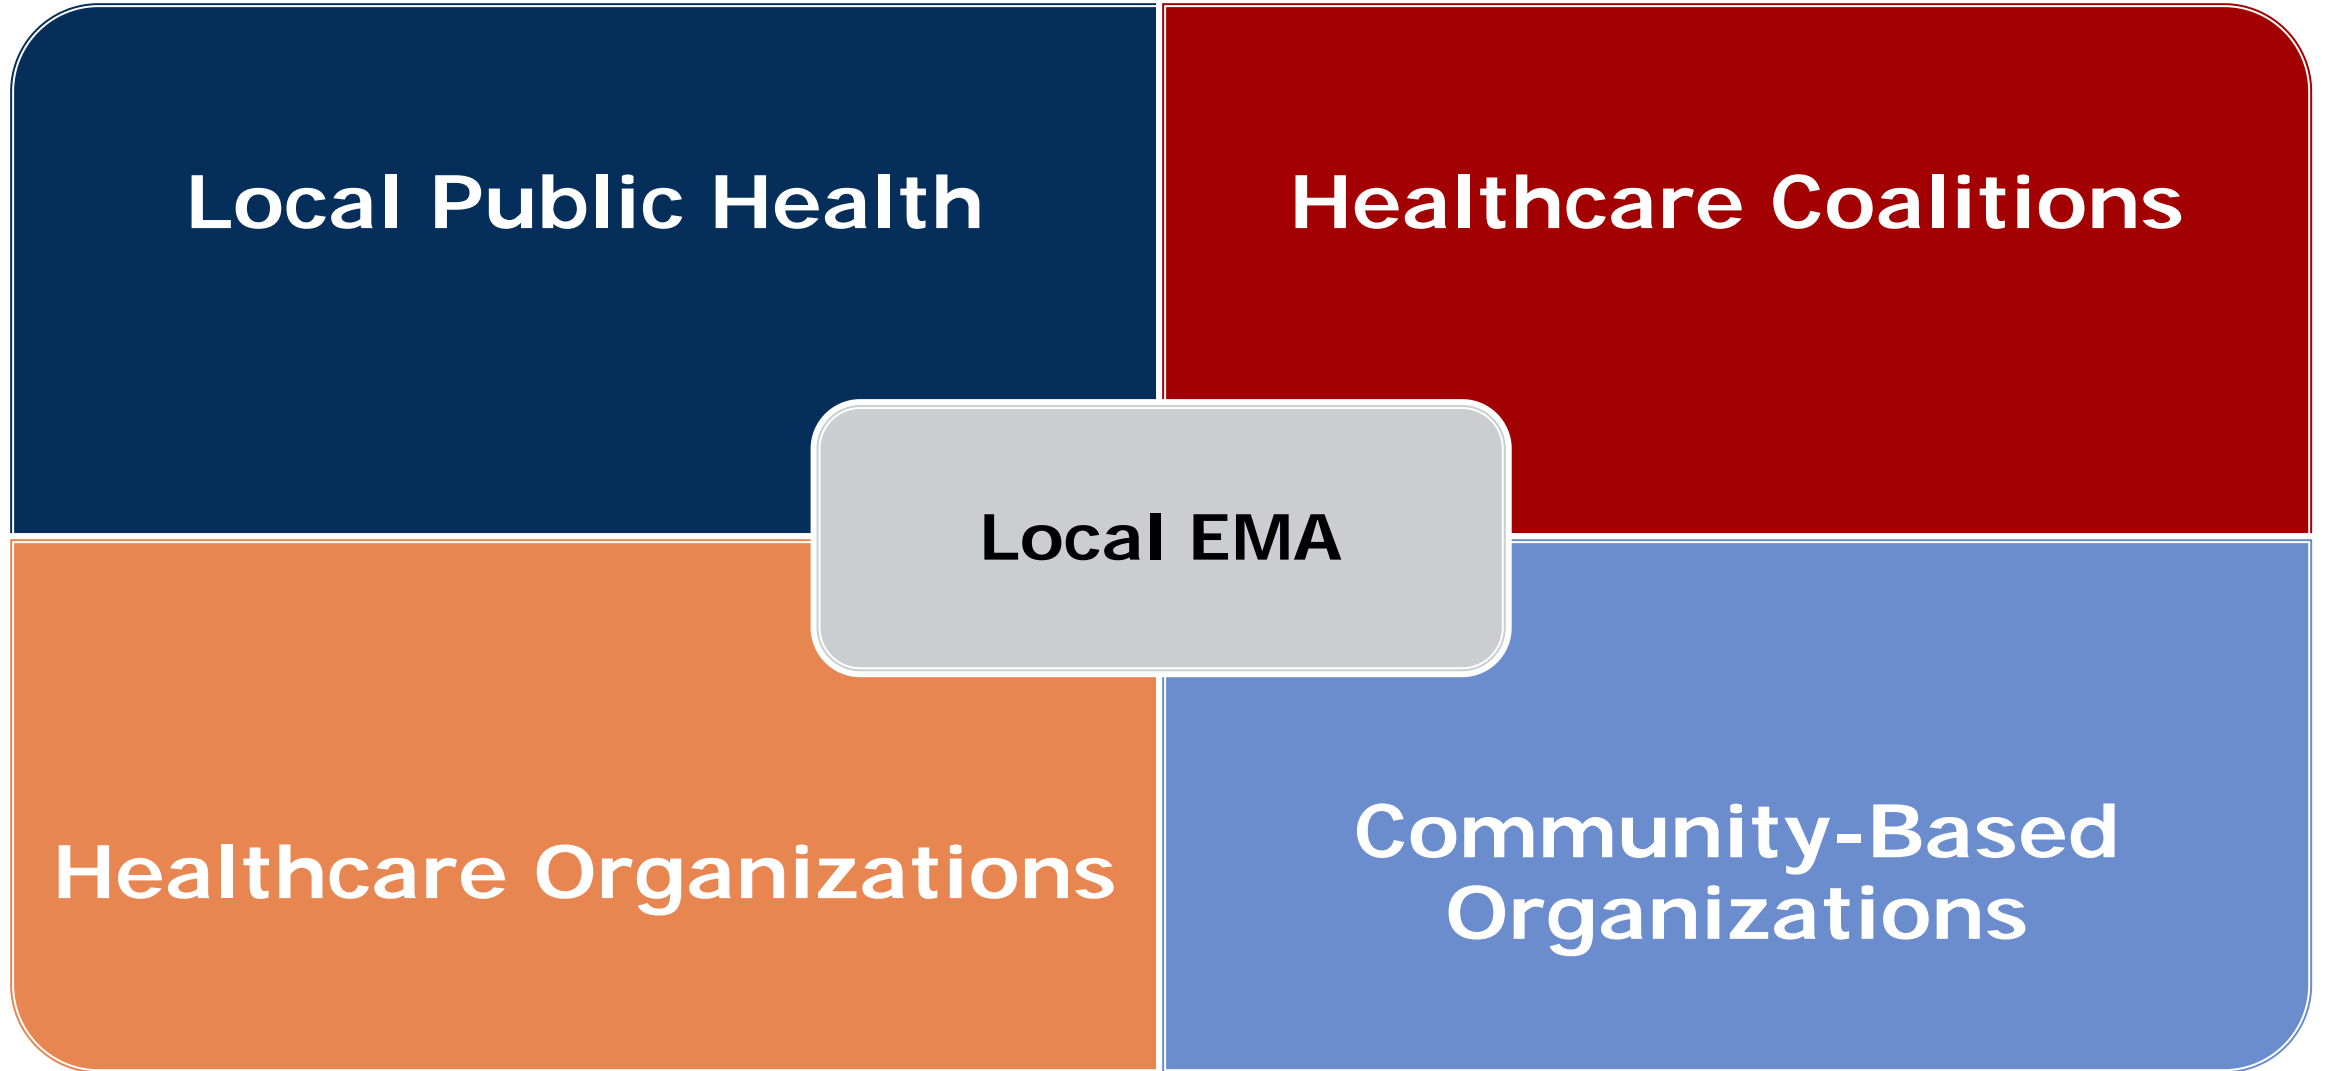 Local Public Health
Healthcare Coalitions
Local EMA
Healthcare Organizations
Community-Based
Organizations